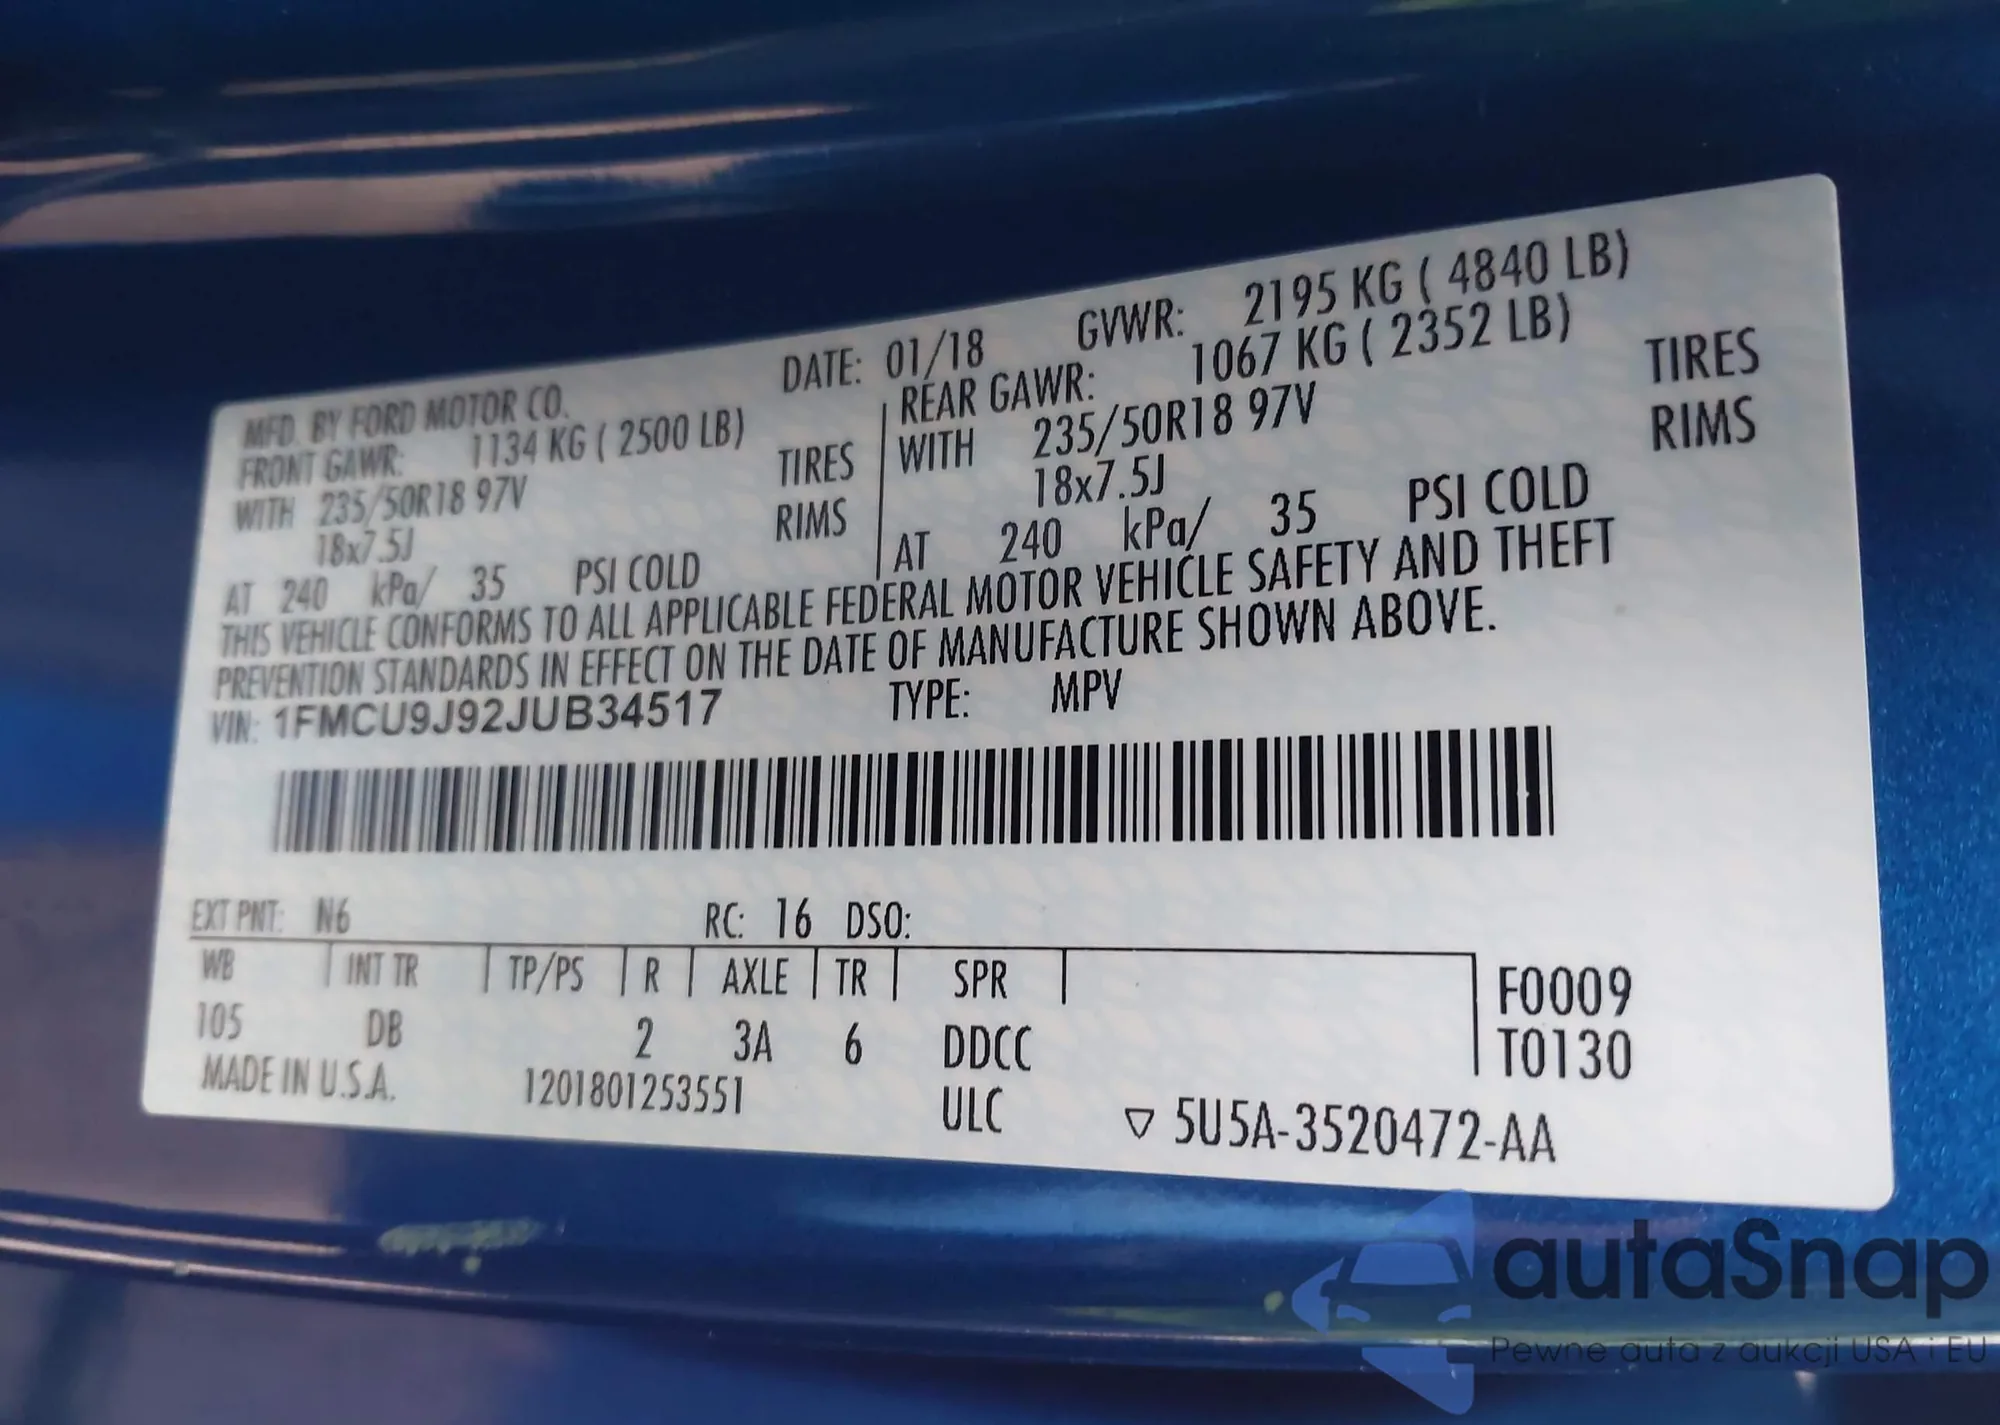 MFD. BY FORD MOTOR CO. DATE: 01/18 GVWR: 2195 KG ( 4840 LB)
FRONT GAWR: 1134 KG ( 2500 LB) REAR GAWR: 1067 KG ( 2352 LB)
WITH 235/50R18 97V TIRES WITH 235/50R18 97V TIRES
18x7.5J RIMS 18x7.5J RIMS
AT 240 kPa/ 35 PSI COLD AT 240 kPa/ 35 PSI COLD
THIS VEHICLE CONFORMS TO ALL APPLICABLE FEDERAL MOTOR VEHICLE SAFETY AND THEFT
PREVENTION STANDARDS IN EFFECT ON THE DATE OF MANUFACTURE SHOWN ABOVE.
VIN: 1FMCU9J92JUB34517 TYPE: MPV
EXT PNT: N6 RC: 16 DSO:
WB INT TR TP/PS R AXLE TR SPR F0009
105 DB 2 3A 6 DDCC T0130
MADE IN U.S.A. 1201801253551 ULC ▽ 5U5A-3520472-AA
autaSnap
Pewne auta z aukcji USA i EU